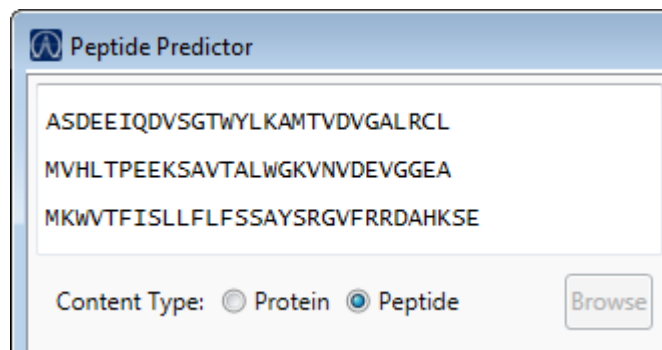 Peptide Predictor
ASDEEIQDVSGTWYLKAMTVDVGALRCL
MVHLTPEEKSAVTALWGKVNVDEVGGEA
MKWVTFISLLFLFSSAYSRGVFRRDAHKSE
Content Type: Protein Peptide Browse